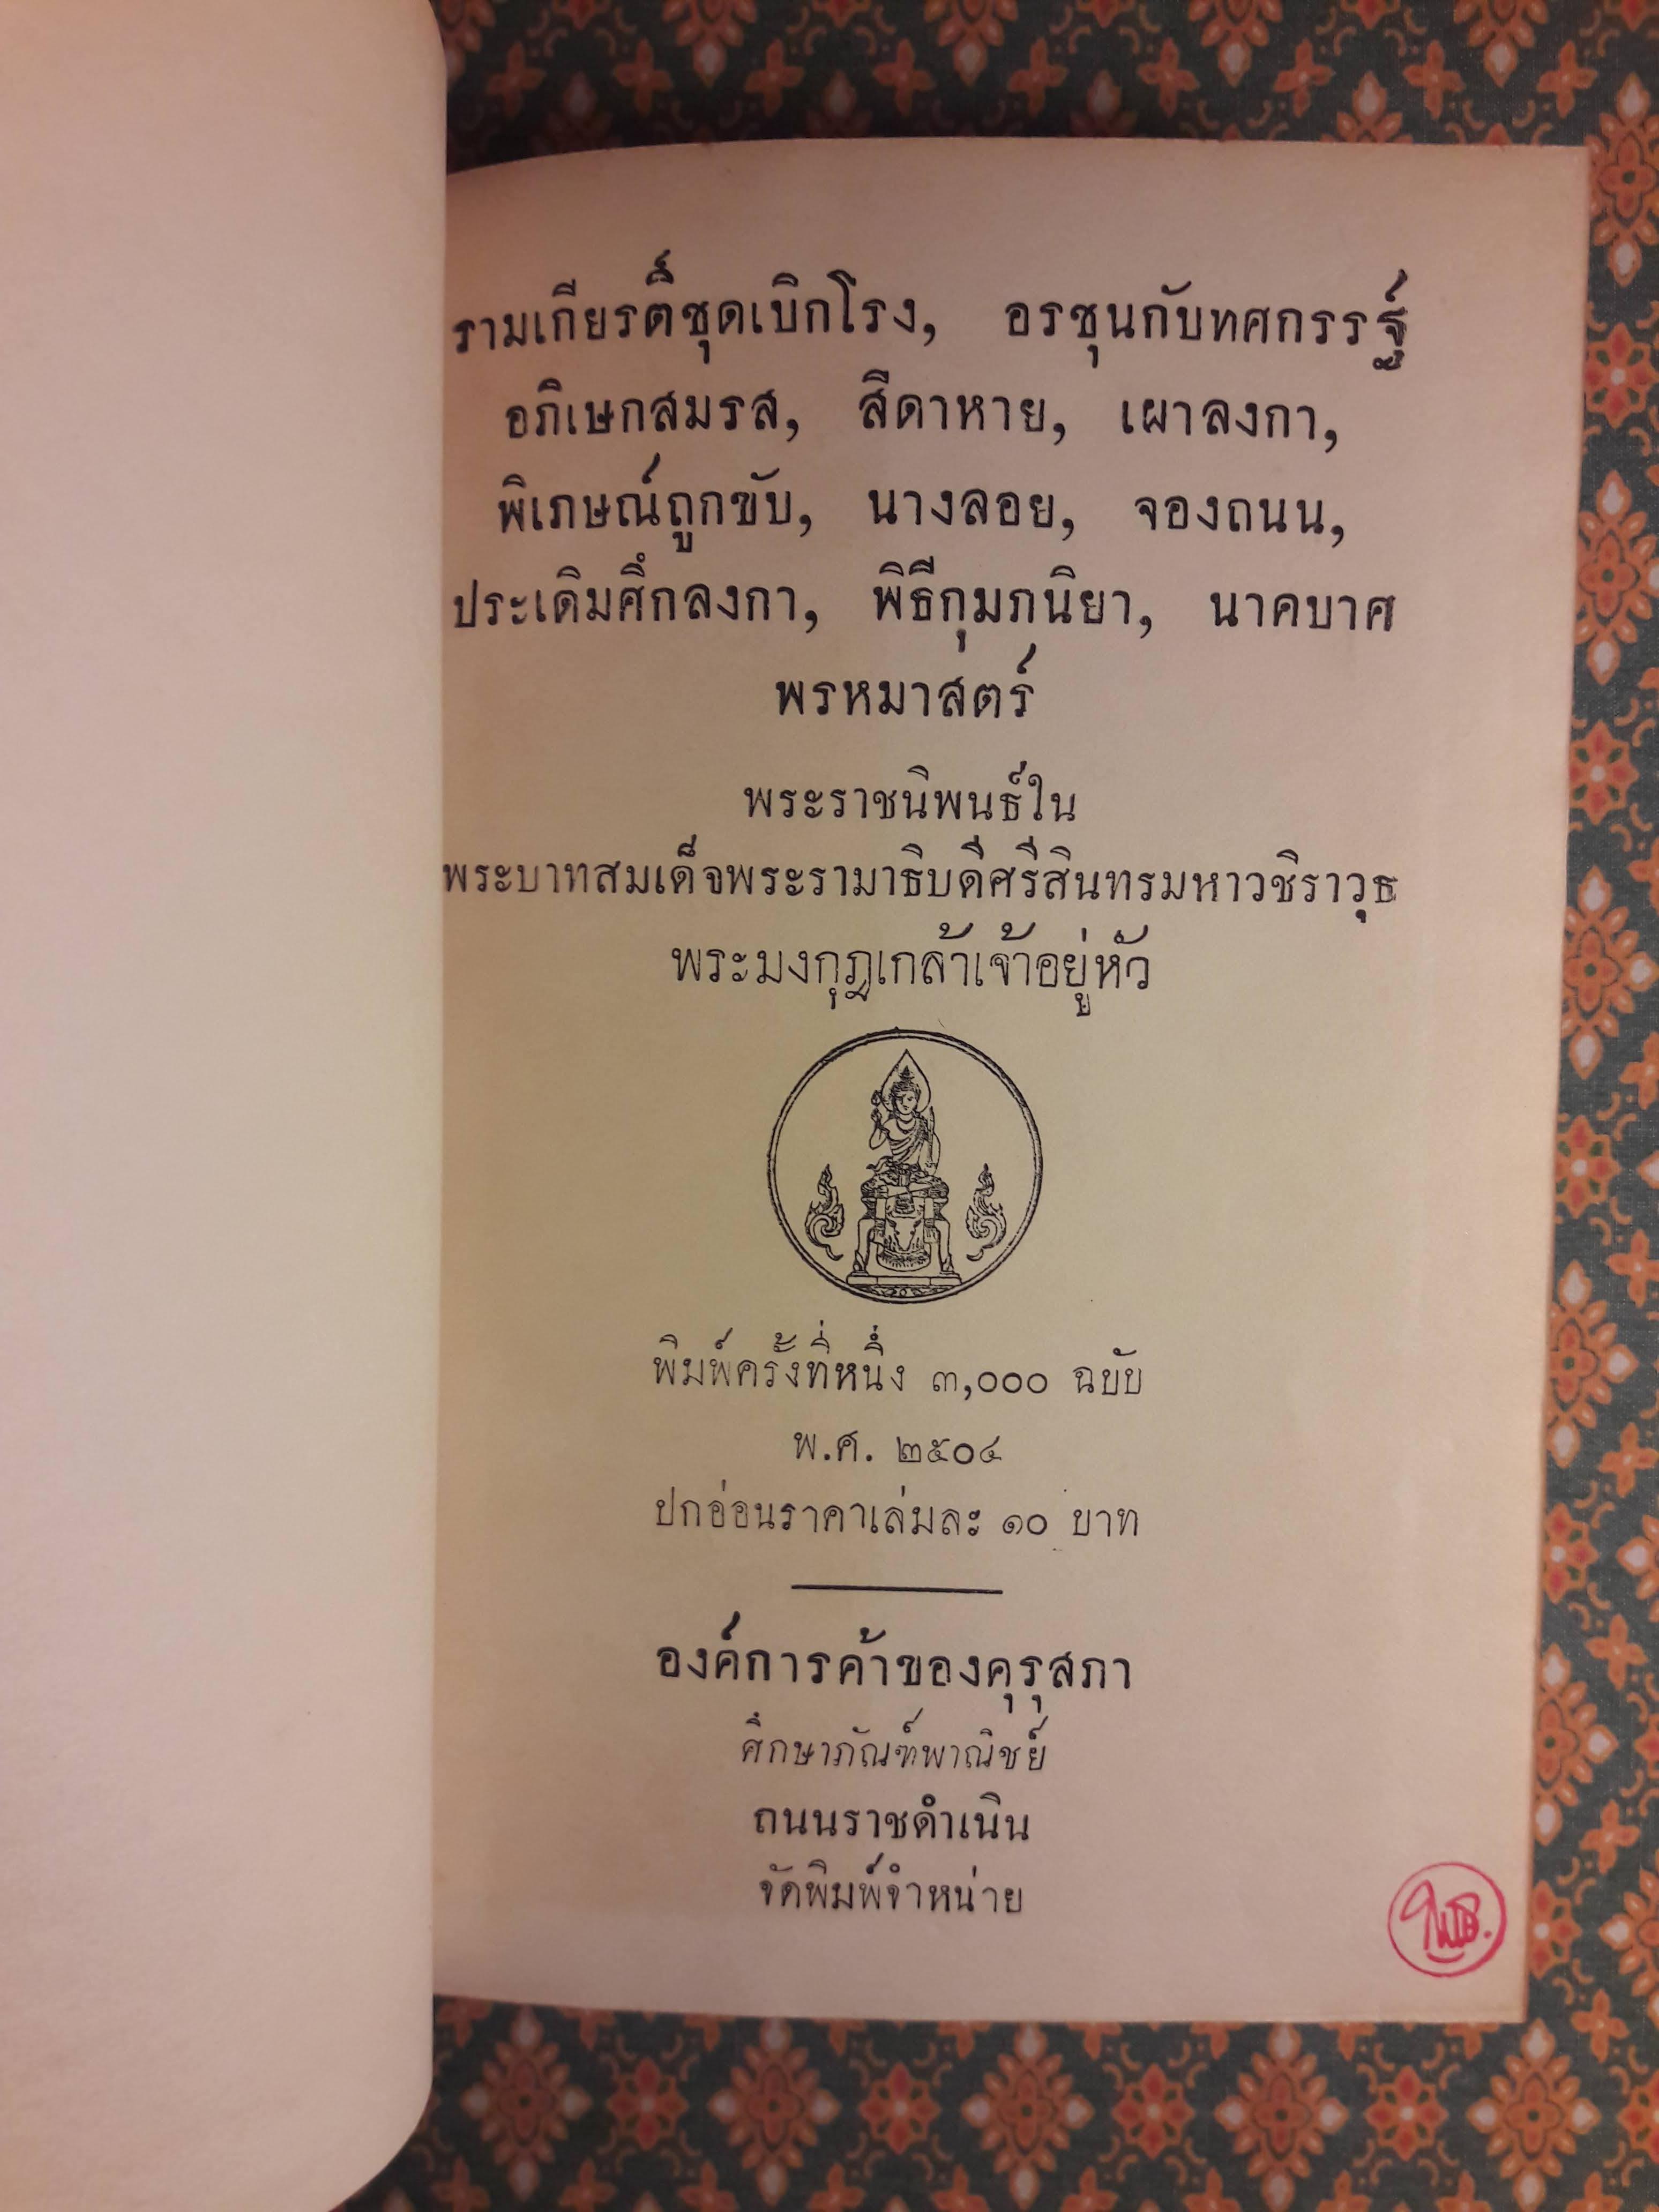 รามเกียรติ์ชุดเบิกโรง, อรชุนกับทศกรรฐ์
อภิเษกสมรส, สีดาหาย, เผาลงกา,
พิเภษณ์ถูกขับ, นางลอย, จองถนน,
ประเดิมศึกลงกา, พิธีกุมภนิยา, นาคบาศ
พรหมาสตร์
พระราชนิพนธ์ใน
พระบาทสมเด็จพระรามาธิบดีศรีสินทรมหาวชิราวุธ
พระมงกุฎเกล้าเจ้าอยู่หัว
พิมพ์ครั้งที่หนึ่ง ๓,๐๐๐ ฉบับ
พ.ศ. ๒๕๐๔
ปกอ่อนราคาเล่มละ ๑๐ บาท
องค์การค้าของคุรุสภา
ศึกษาภัณฑ์พาณิชย์
ถนนราชดำเนิน
จัดพิมพ์จำหน่าย